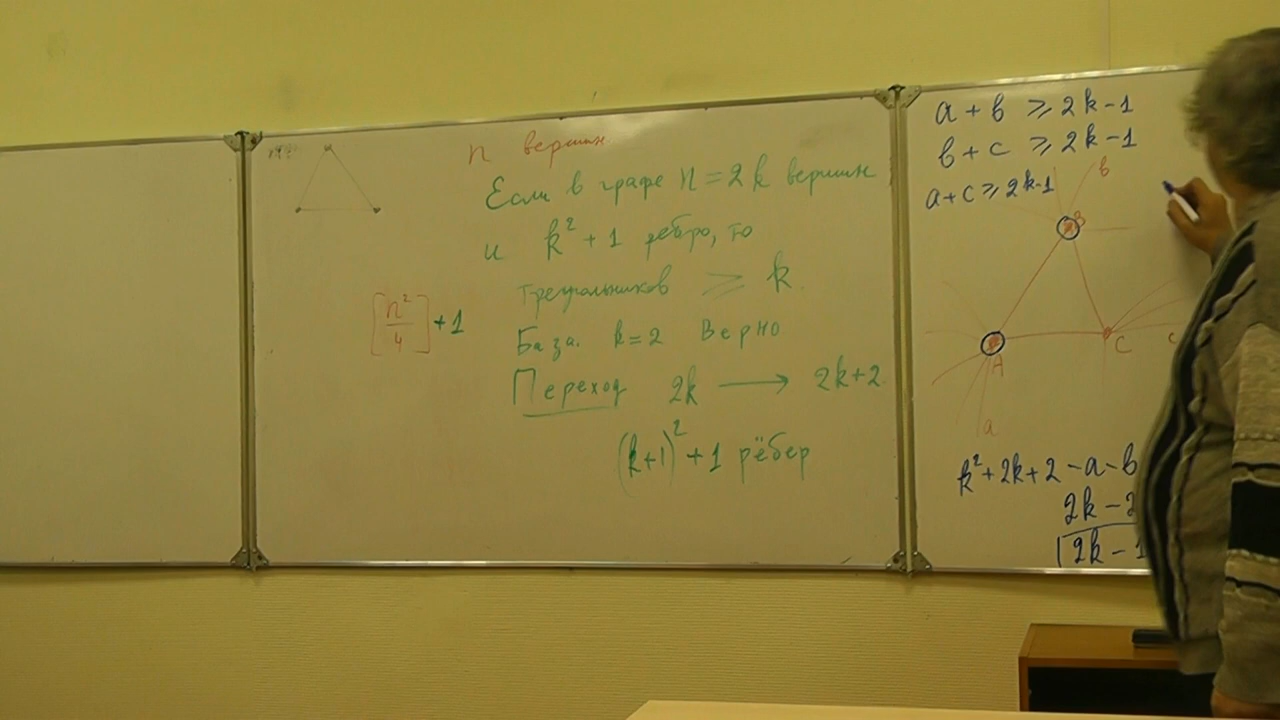 n вершин
Если в графе n = 2k вершин
и k² + 1 ребро, то
треугольников ⩾ k
[n²/4] + 1
База. k = 2 Верно
Переход 2k → 2k+2
(k+1)² + 1 рёбер
a + в ⩾ 2k-1
в + c ⩾ 2k-1
a + c ⩾ 2k-1
в
B
A
C
c
a
k² + 2k + 2 - a - в
2k -
2k - 1